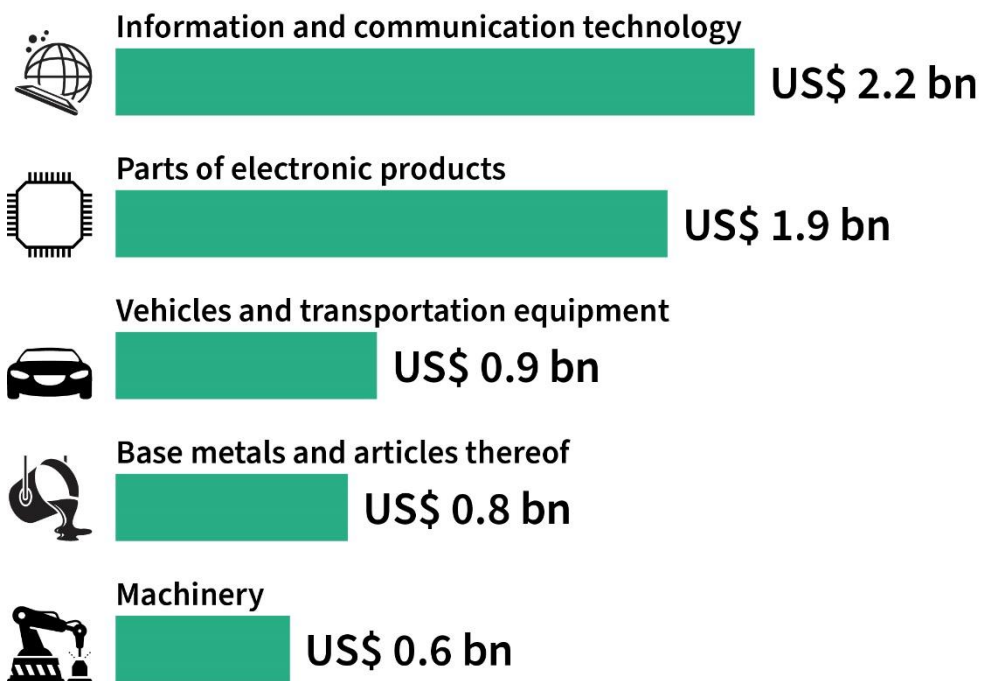 Information and communication technology
US$ 2.2 bn
Parts of electronic products
US$ 1.9 bn
Vehicles and transportation equipment
US$ 0.9 bn
Base metals and articles thereof
US$ 0.8 bn
Machinery
US$ 0.6 bn